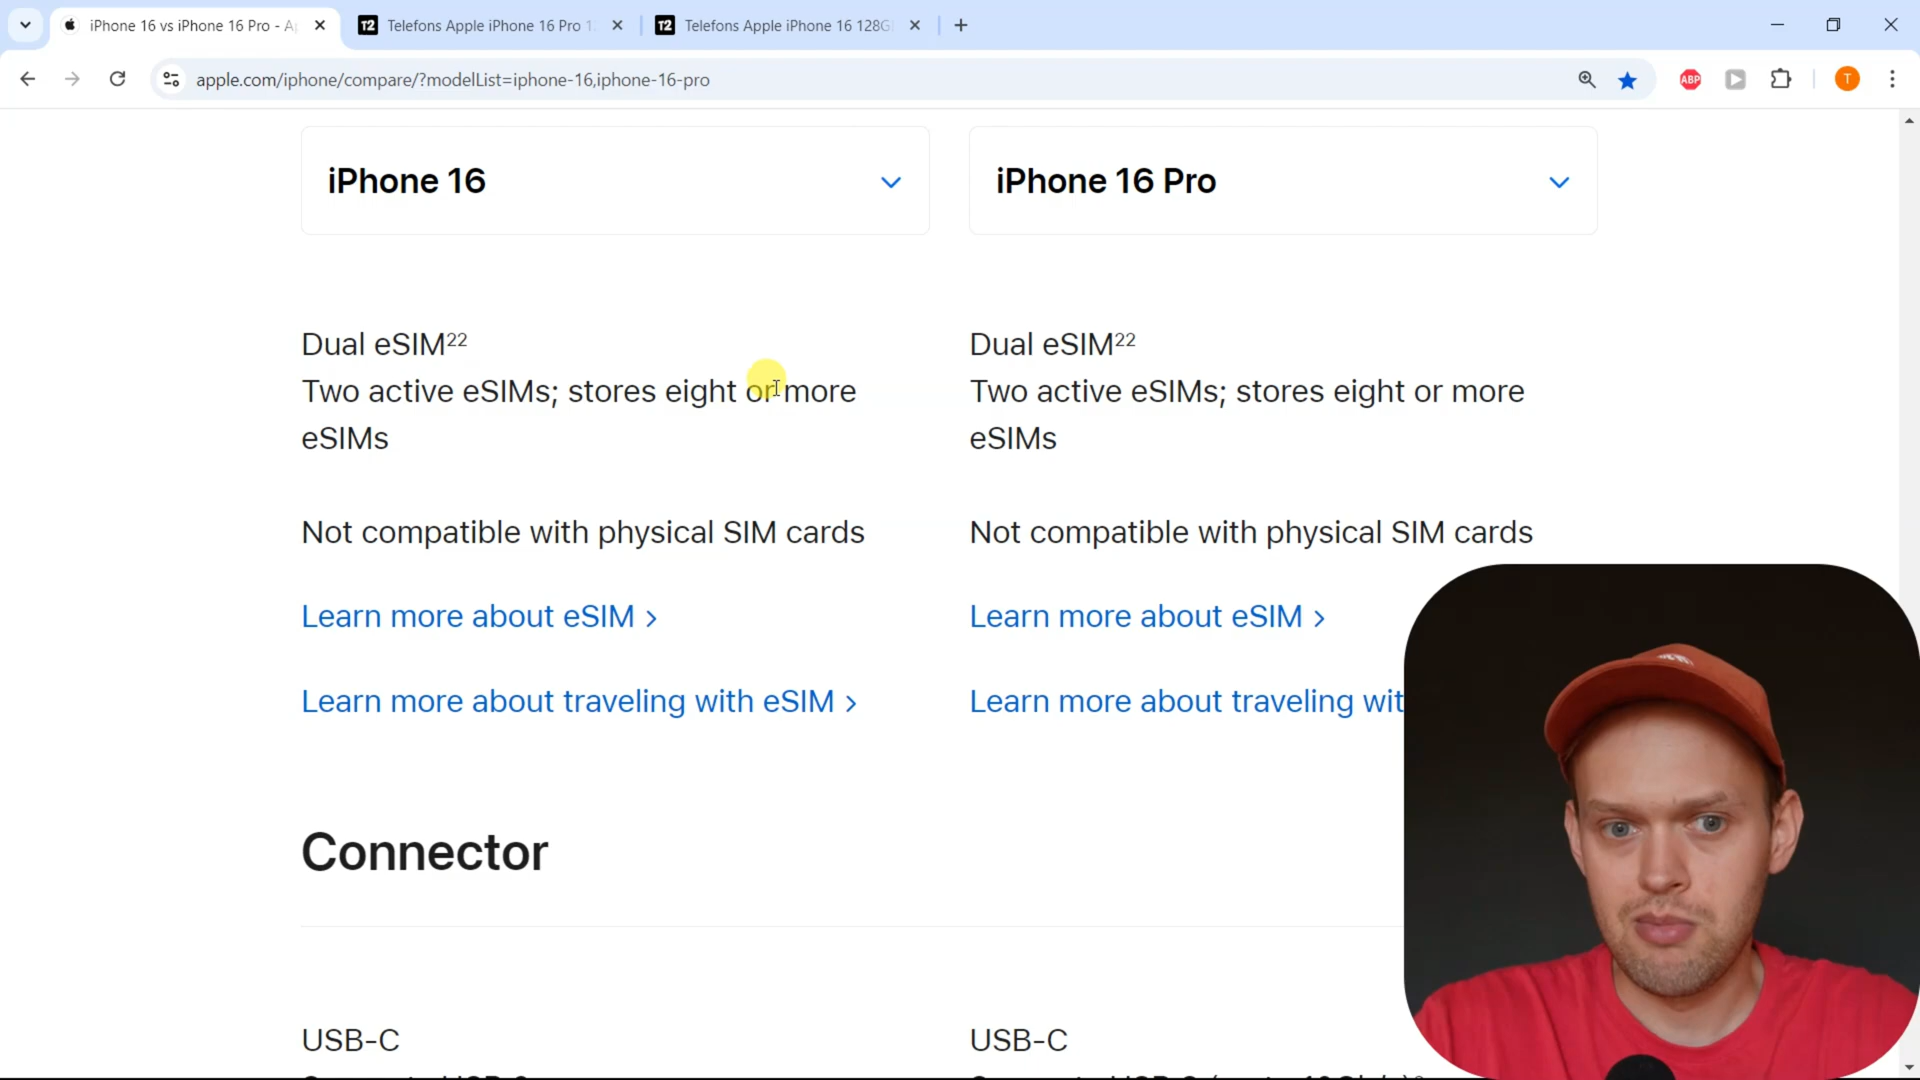 iPhone 16 vs iPhone 16 Pro - A
T2 Telefons Apple iPhone 16 Pro 1
T2 Telefons Apple iPhone 16 128G
apple.com/iphone/compare/?modelList=iphone-16,iphone-16-pro
ABP
T
iPhone 16
iPhone 16 Pro
Dual eSIM22
Two active eSIMs; stores eight or more
eSIMs
Not compatible with physical SIM cards
Learn more about eSIM >
Learn more about traveling with eSIM >
Dual eSIM22
Two active eSIMs; stores eight or more
eSIMs
Not compatible with physical SIM cards
Learn more about eSIM >
Learn more about traveling wit
Connector
USB-C
USB-C